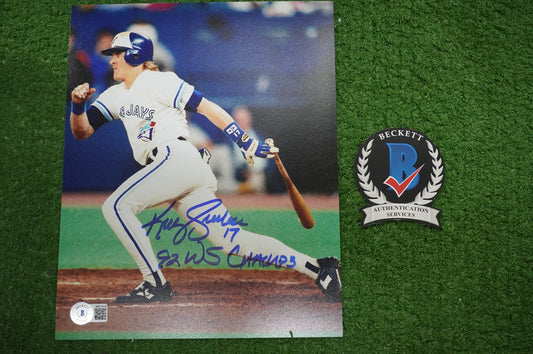 BLUE JAYS
Kelly Gruber
17
92 WS CHAMPS
B
BECKETT
B
AUTHENTICATION
SERVICES